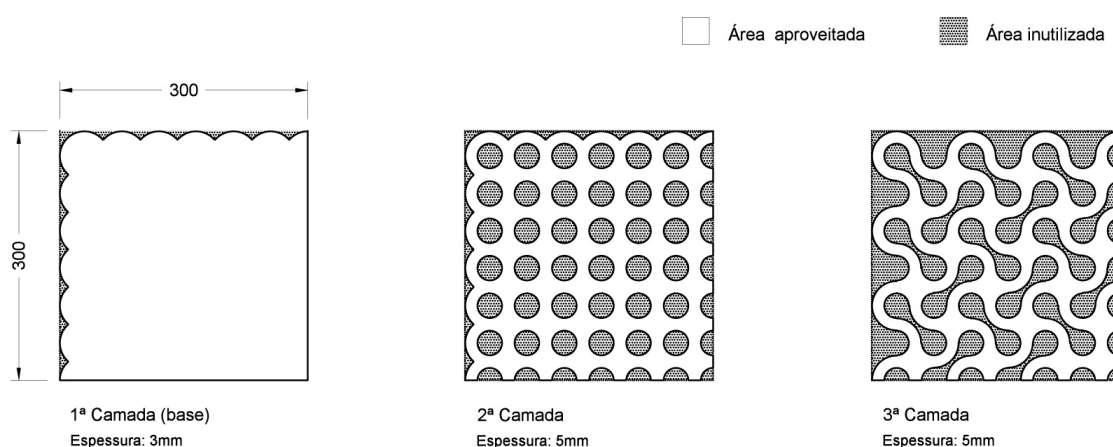 Área aproveitada
Área inutilizada
300
300
1ª Camada (base)
Espessura: 3mm
2ª Camada
Espessura: 5mm
3ª Camada
Espessura: 5mm